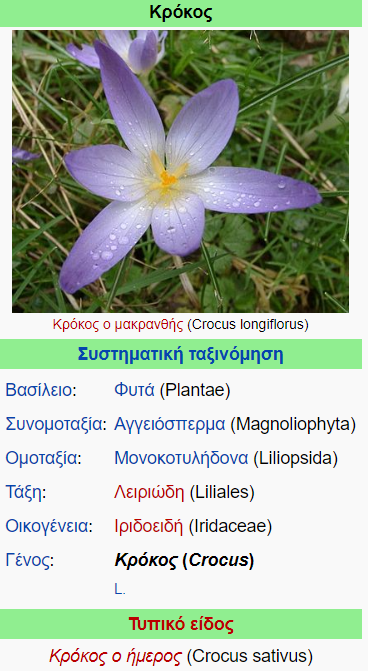 Κρόκος
Κρόκος ο μακρανθής (Crocus longiflorus)
Συστηματική ταξινόμηση
Βασίλειο: Φυτά (Plantae)
Συνομοταξία: Αγγειόσπερμα (Magnoliophyta)
Ομοταξία: Μονοκοτυλήδονα (Liliopsida)
Τάξη: Λειριώδη (Liliales)
Οικογένεια: Ιριδοειδή (Iridaceae)
Γένος: Κρόκος (Crocus)
L.
Τυπικό είδος
Κρόκος ο ήμερος (Crocus sativus)